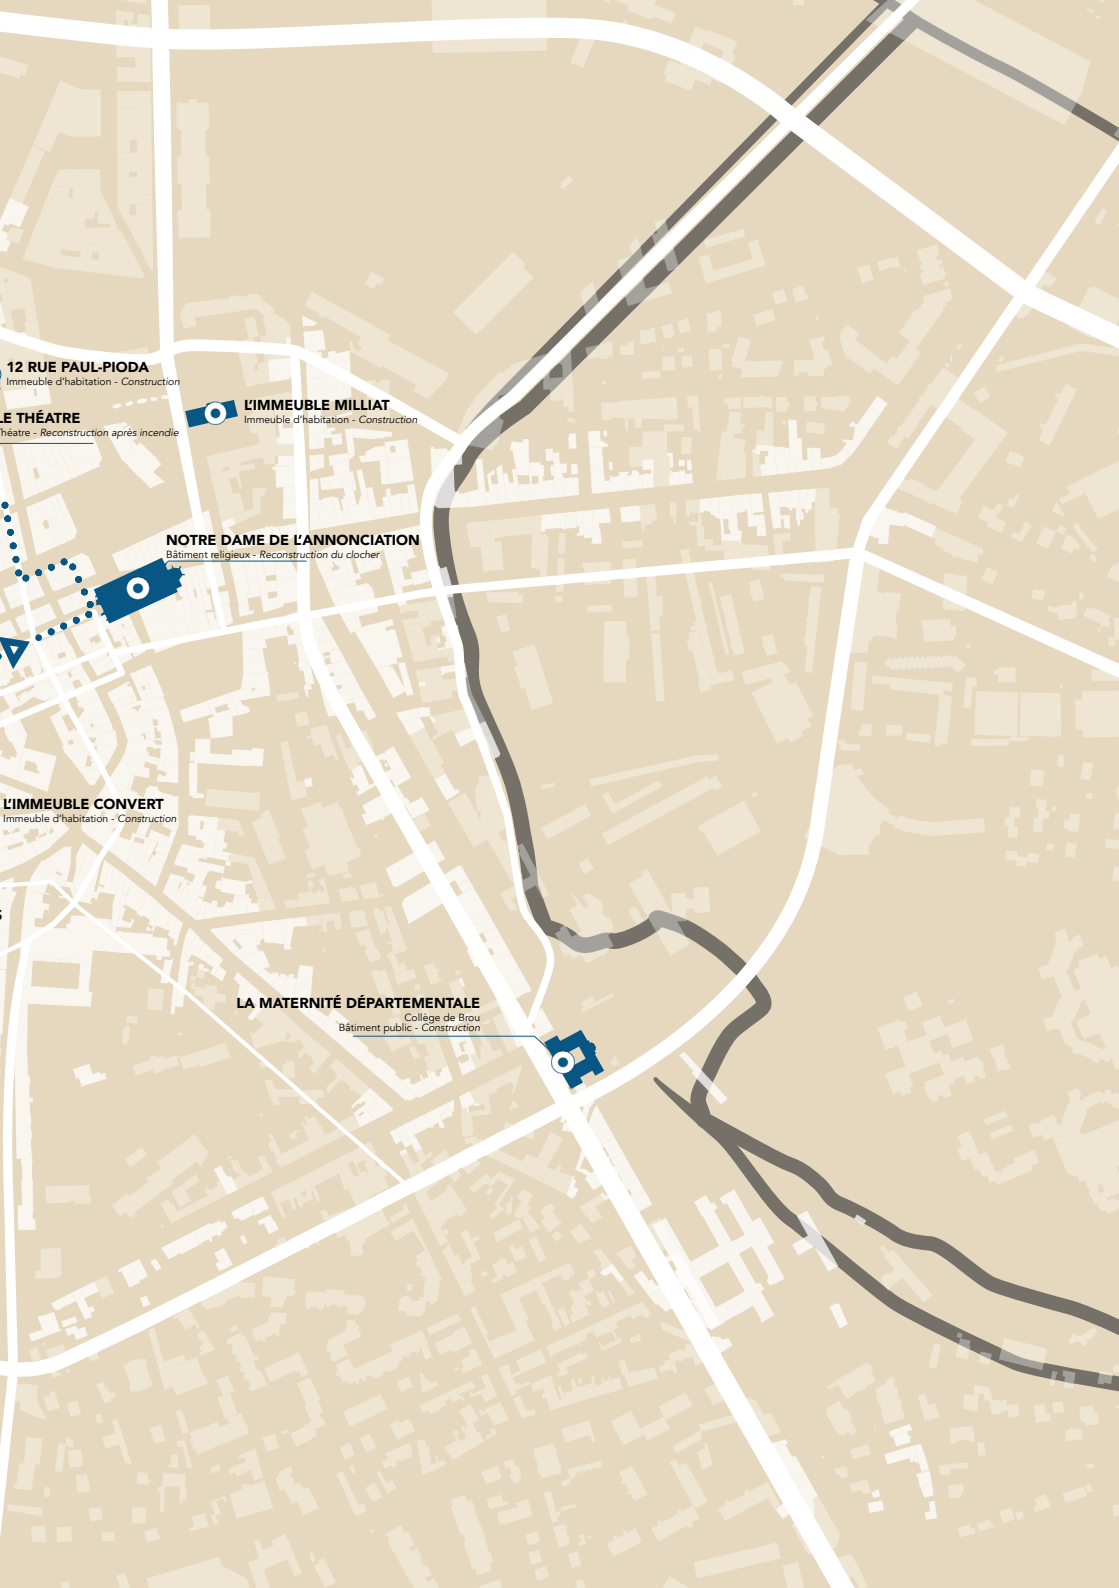 12 RUE PAUL-PIODA
Immeuble d'habitation - Construction
L'IMMEUBLE MILLIAT
Immeuble d'habitation - Construction
LE THÉATRE
Théatre - Reconstruction après incendie
NOTRE DAME DE L'ANNONCIATION
Bâtiment religieux - Reconstruction du clocher
L'IMMEUBLE CONVERT
Immeuble d'habitation - Construction
S
LA MATERNITÉ DÉPARTEMENTALE
Collège de Brou
Bâtiment public - Construction